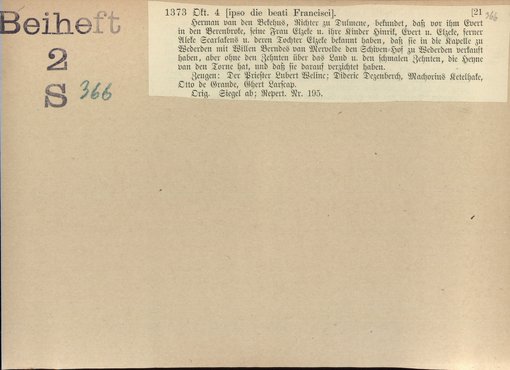 Beiheft
2
S 366
1373 Okt. 4 [ipso die beati Francisci]. [21
366
Herman van den Bekehus, Richter zu Dulmene, bekundet, daß vor ihm Evert
in den Berenbroke, seine Frau Elzeke u. ihre Kinder Hinrik, Evert u. Elzeke, ferner
Aleke Scarlakens u. deren Tochter Elzeke bekannt haben, daß sie in die Kapelle zu
Wederden mit Willen Berndes van Mervelde den Schiven-Hof zu Wederden verkauft
haben, aber ohne den Zehnten über das Land u. den schmalen Zehnten, die Heyne
van den Torne hat, und daß sie darauf verzichtet haben.
Zeugen: Der Priester Lubert Weline; Dideric Dezenberch, Machorius Ketelhake,
Otto de Grande, Ghert Larscap.
Orig. Siegel ab; Repert. Nr. 195.